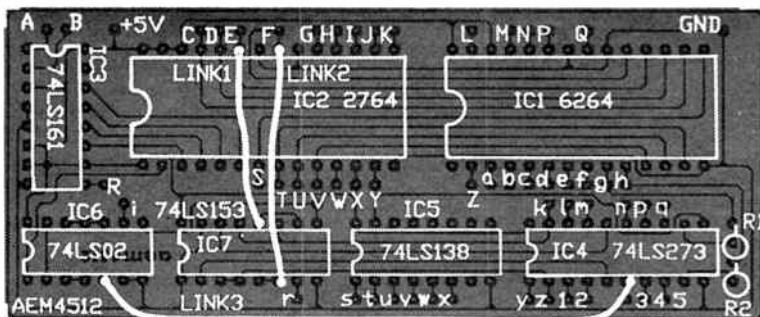 A B +5V C D E F G H I J K L M N P Q GND
IC3 74LS161 LINK1 LINK2
IC2 2764 IC1 6264
R S T U V W X Y Z a b c d e f g h
IC6 i 74LS153 IC5 k l m n p q R1
74LS02 IC7 74LS138 IC4 74LS273
AEM4512 LINK3 r s t u v w x y z 1 2 3 4 5 R2